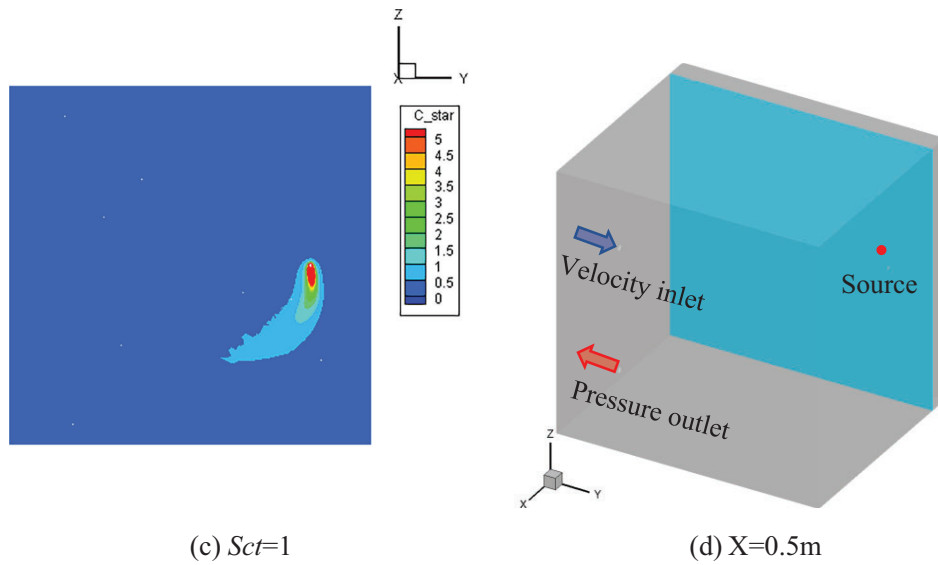 Z
X
Y
C_star
5
4.5
4
3.5
3
2.5
2
1.5
1
0.5
0
(c) Sct=1
Velocity inlet
Source
Pressure outlet
Z
X
Y
(d) X=0.5m